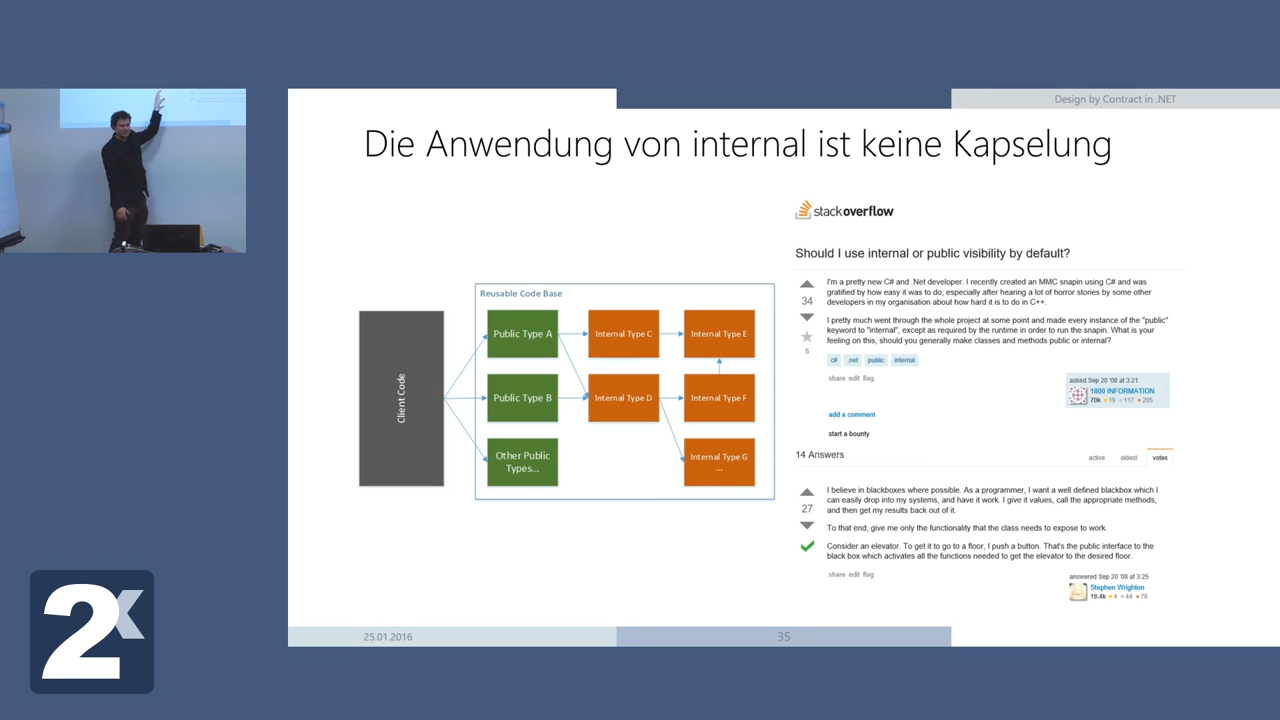 Design by Contract in .NET
Die Anwendung von internal ist keine Kapselung
stackoverflow
Should I use internal or public visibility by default?
34
5
I'm a pretty new C# and .Net developer. I recently created an MMC snapin using C# and was
gratified by how easy it was to do, especially after hearing a lot of horror stories by some other
developers in my organisation about how hard it is to do in C++.
I pretty much went through the whole project at some point and made every instance of the "public"
keyword to "internal", except as required by the runtime in order to run the snapin. What is your
feeling on this, should you generally make classes and methods public or internal?
c# .net public internal
share edit flag
asked Sep 20 '08 at 3:21
1800 INFORMATION
70k 19 117 205
add a comment
start a bounty
14 Answers
active oldest votes
27
I believe in blackboxes where possible. As a programmer, I want a well defined blackbox which I
can easily drop into my systems, and have it work. I give it values, call the appropriate methods,
and then get my results back out of it.
To that end, give me only the functionality that the class needs to expose to work.
Consider an elevator. To get it to go to a floor, I push a button. That's the public interface to the
black box which activates all the functions needed to get the elevator to the desired floor.
share edit flag
answered Sep 20 '08 at 3:25
Stephen Wrighton
19.4k 4 44 76
Reusable Code Base
Client Code
Public Type A
Internal Type C
Internal Type E
Public Type B
Internal Type D
Internal Type F
Other Public
Types...
Internal Type G
...
25.01.2016
35
2x